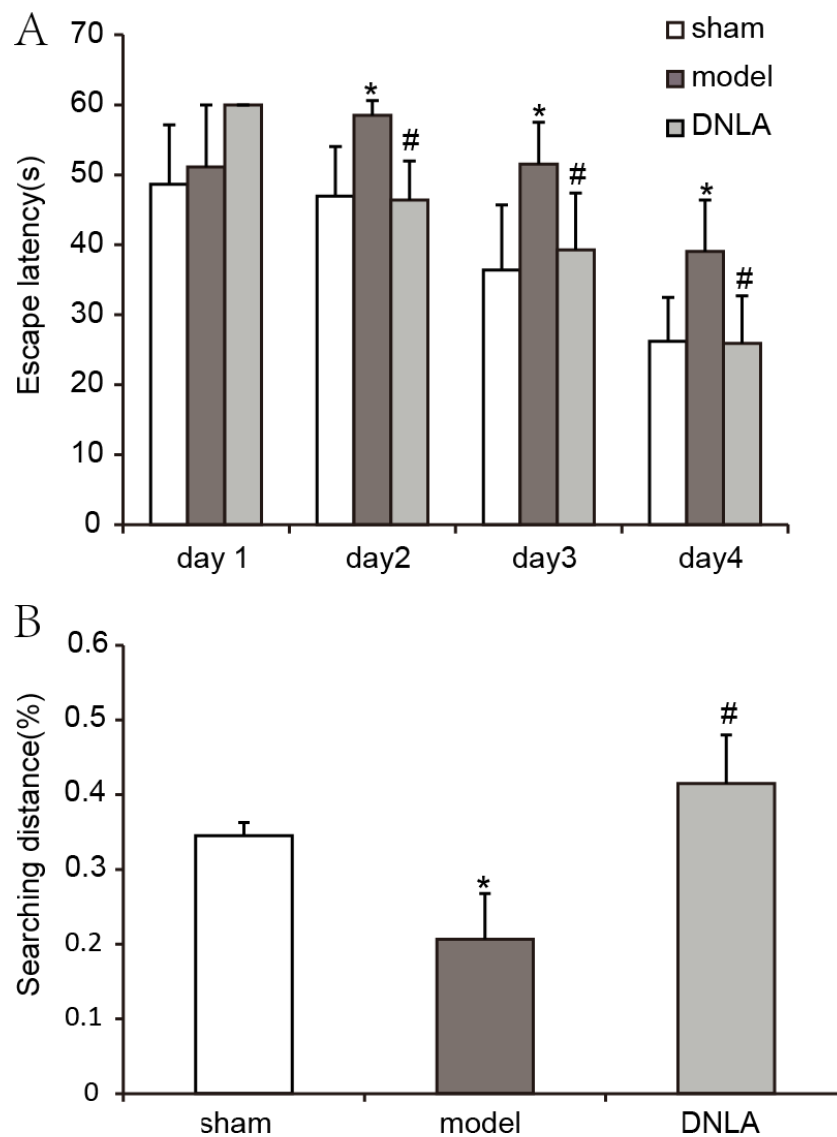 A
70
60
50
40
30
20
10
0
Escape latency(s)
sham
model
DNLA
*
#
*
#
*
#
day 1 day2 day3 day4
B
0.6
0.5
0.4
0.3
0.2
0.1
0
Searching distance(%)
*
#
sham model DNLA